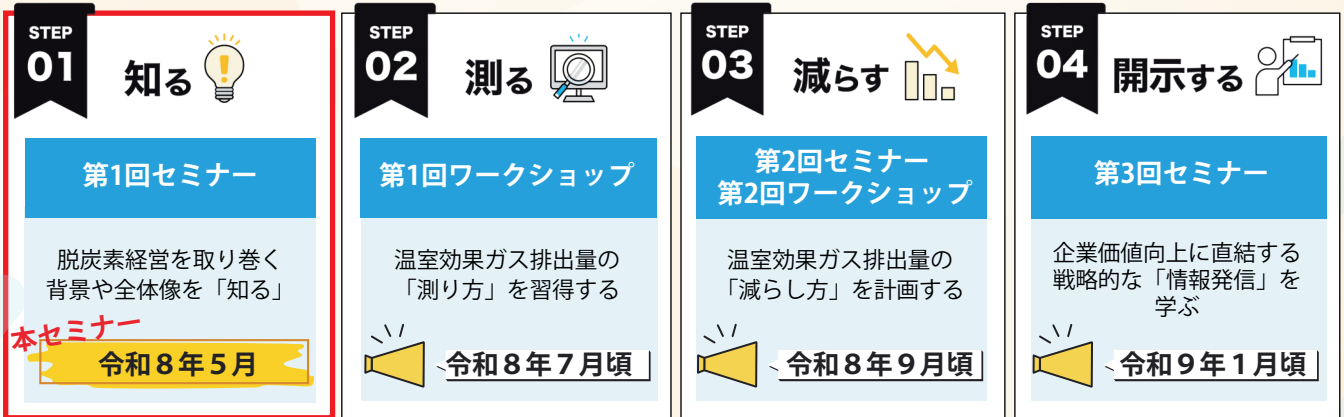 STEP
01
知る
第1回セミナー
脱炭素経営を取り巻く
背景や全体像を「知る」
本セミナー
令和8年5月
STEP
02
測る
第1回ワークショップ
温室効果ガス排出量の
「測り方」を習得する
令和8年7月頃
STEP
03
減らす
第2回セミナー
第2回ワークショップ
温室効果ガス排出量の
「減らし方」を計画する
令和8年9月頃
STEP
04
開示する
第3回セミナー
企業価値向上に直結する
戦略的な「情報発信」を
学ぶ
令和9年1月頃